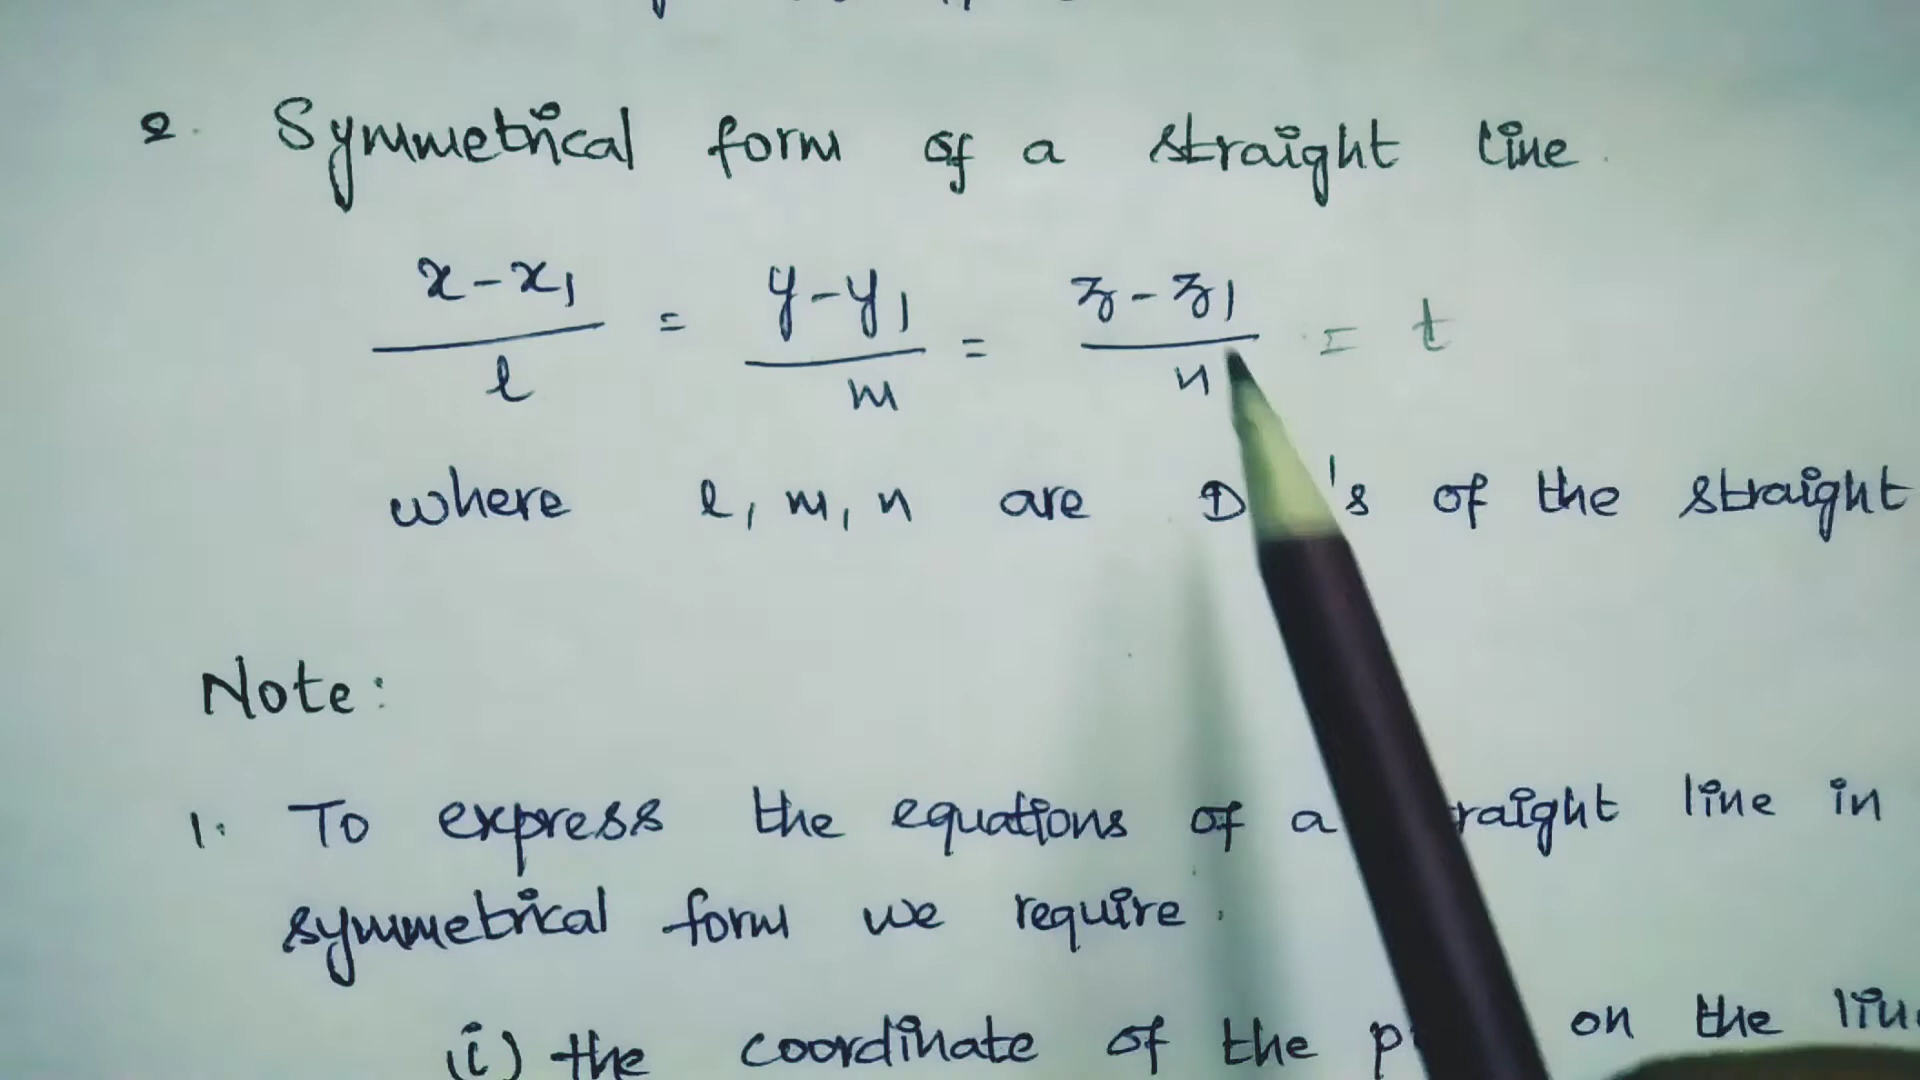 2. Symmetrical form of a straight line.
x-x₁/l = y-y₁/m = z-z₁/n = t
where l, m, n are D 's of the straight
Note:
1. To express the equations of a raight line in
symmetrical form we require.
(i) the coordinate of the p on the line